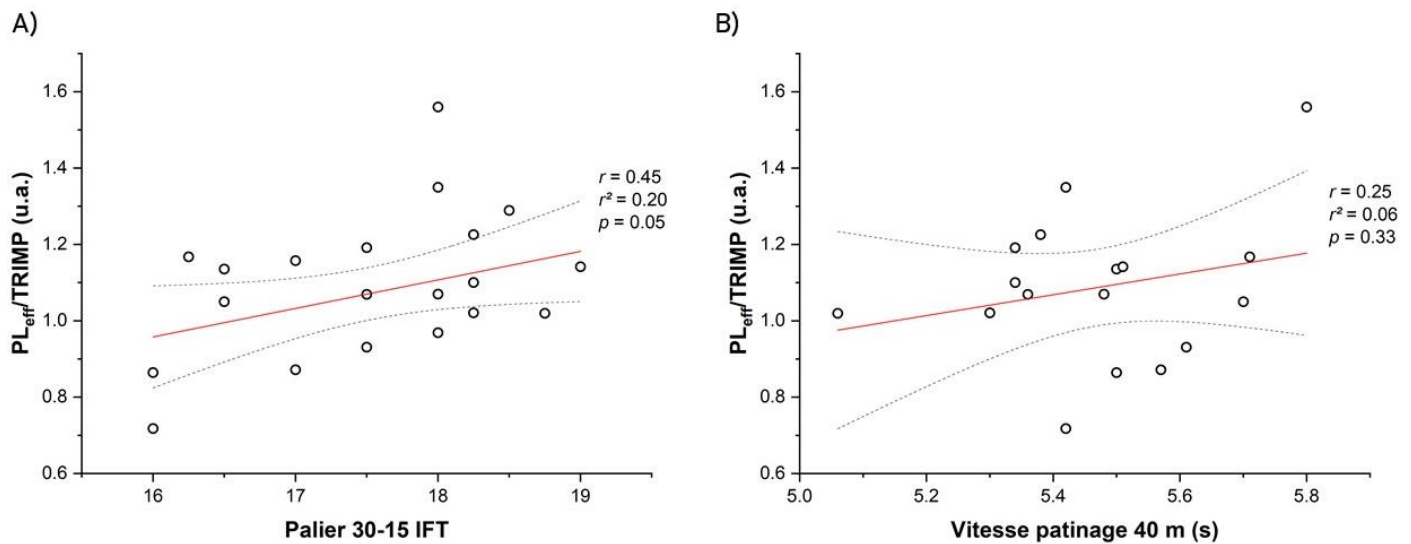 A)
PL_eff/TRIMP (u.a.)
1.6
1.4
1.2
1.0
0.8
0.6
16
17
18
19
Palier 30-15 IFT
r = 0.45
r² = 0.20
p = 0.05
B)
PL_eff/TRIMP (u.a.)
1.6
1.4
1.2
1.0
0.8
0.6
5.0
5.2
5.4
5.6
5.8
Vitesse patinage 40 m (s)
r = 0.25
r² = 0.06
p = 0.33